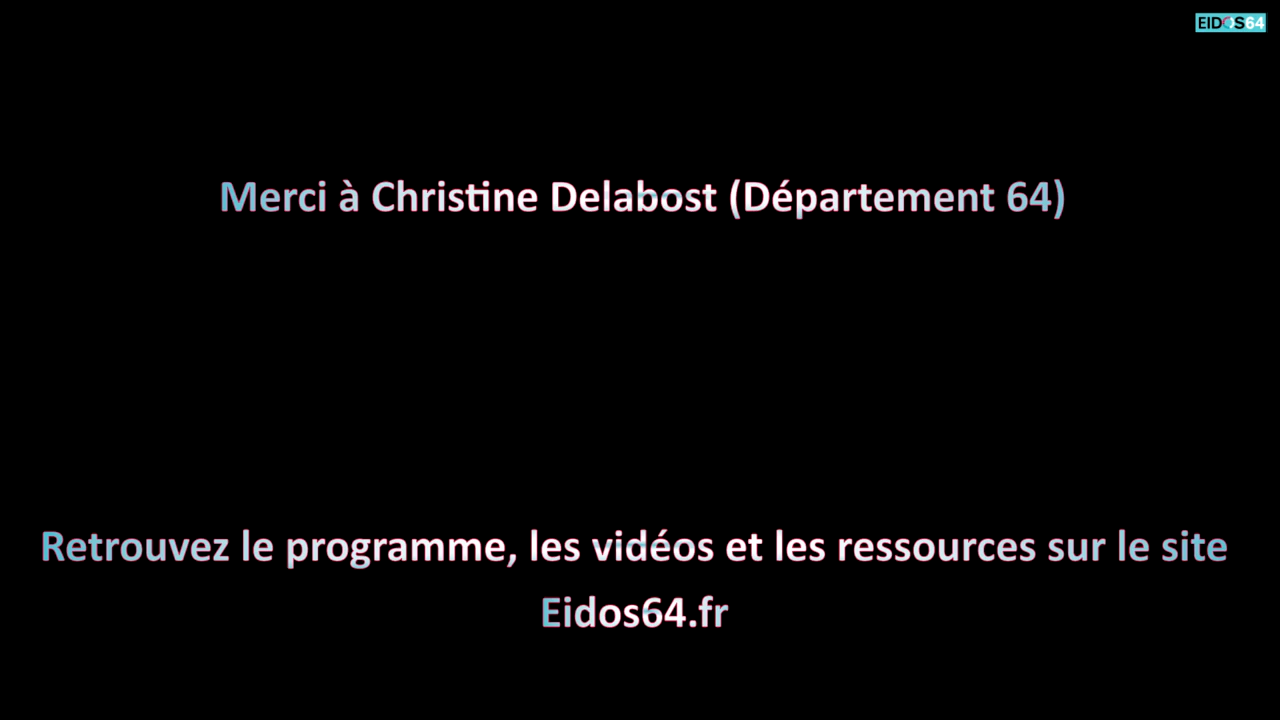 EIDOS64
Merci à Christine Delabost (Département 64)
Retrouvez le programme, les vidéos et les ressources sur le site
Eidos64.fr